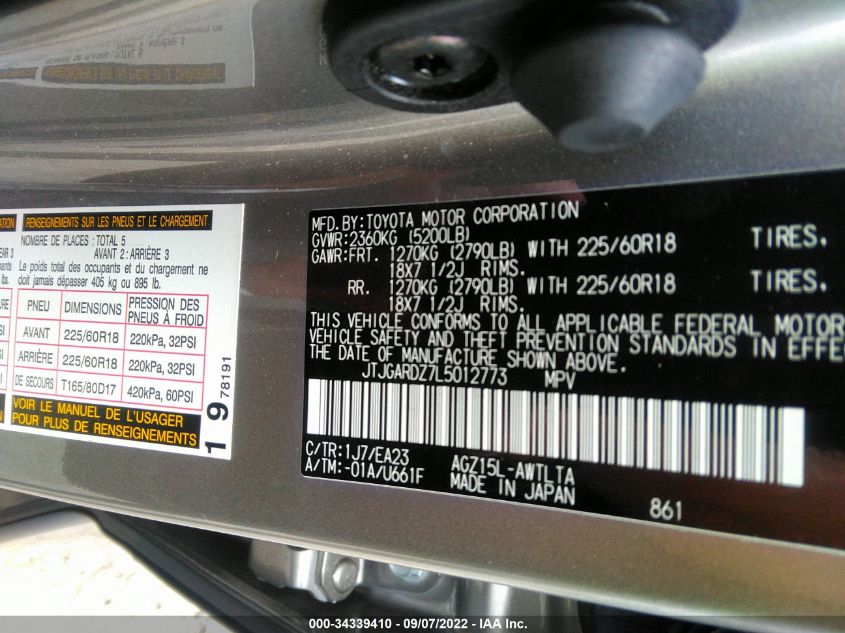 RENSEIGNEMENTS SUR LES PNEUS ET LE CHARGEMENT
NOMBRE DE PLACES : TOTAL 5
AVANT 2 : ARRIÈRE 3
Le poids total des occupants et du chargement ne
doit jamais dépasser 405 kg ou 895 lb.
PNEU DIMENSIONS PRESSION DES PNEUS À FROID
AVANT 225/60R18 220kPa, 32PSI
ARRIÈRE 225/60R18 220kPa, 32PSI
DE SECOURS T165/80D17 420kPa, 60PSI
VOIR LE MANUEL DE L'USAGER
POUR PLUS DE RENSEIGNEMENTS
1 9 78191
MFD. BY: TOYOTA MOTOR CORPORATION
GVWR: 2360KG (5200LB)
GAWR: FRT. 1270KG (2790LB) WITH 225/60R18 TIRES.
18X7 1/2J RIMS.
RR. 1270KG (2790LB) WITH 225/60R18 TIRES.
18X7 1/2J RIMS.
THIS VEHICLE CONFORMS TO ALL APPLICABLE FEDERAL MOTOR
VEHICLE SAFETY AND THEFT PREVENTION STANDARDS IN EFFE
THE DATE OF MANUFACTURE SHOWN ABOVE.
JTJGARDZ7L5012773 MPV
C/TR: 1J7/EA23
A/TM: -01A/U661F
AGZ15L-AWTLTA
MADE IN JAPAN
861
000-34339410 - 09/07/2022 - IAA, Inc.